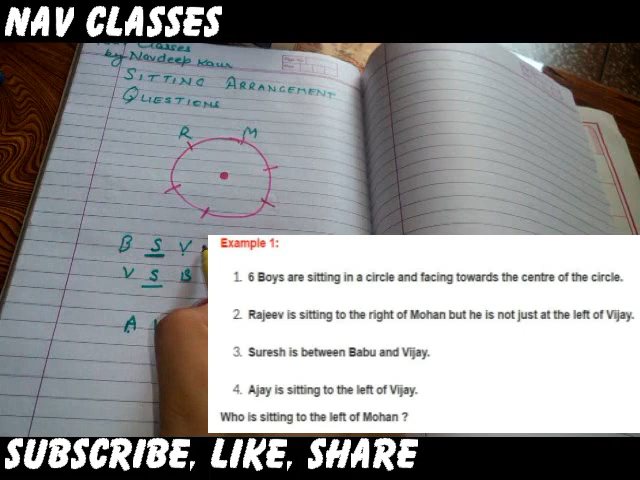 NAV CLASSES
Classes
by Navdeep Kaur
SITTING ARRANGEMENT
QUESTIONS
R M
B S V
V S B
A
Example 1:
1. 6 Boys are sitting in a circle and facing towards the centre of the circle.
2. Rajeev is sitting to the right of Mohan but he is not just at the left of Vijay.
3. Suresh is between Babu and Vijay.
4. Ajay is sitting to the left of Vijay.
Who is sitting to the left of Mohan ?
SUBSCRIBE, LIKE, SHARE